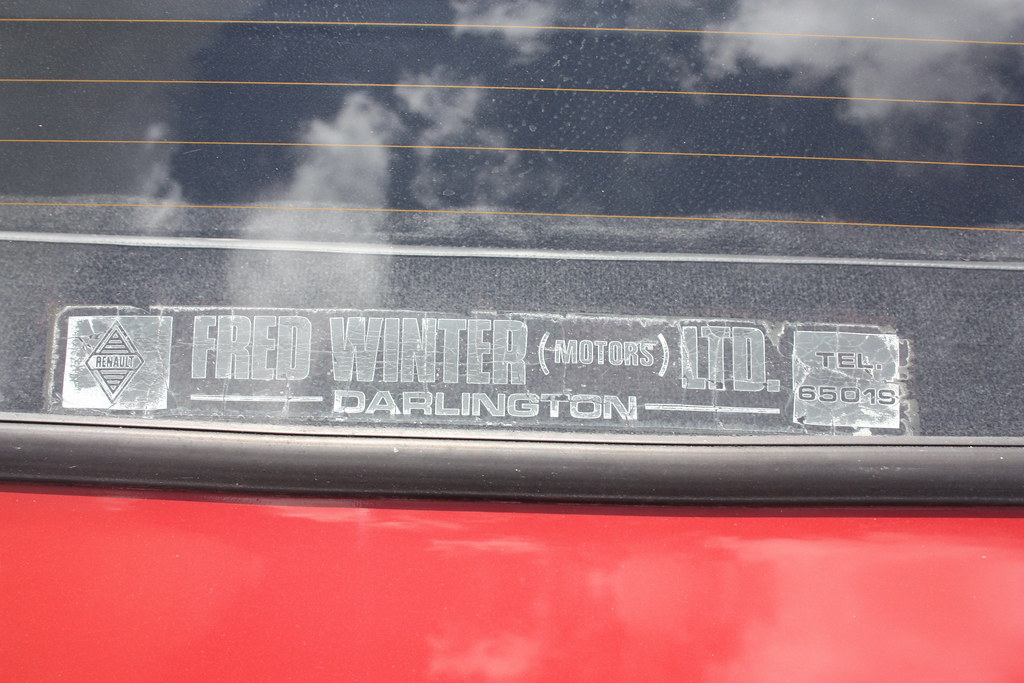 RENAULT
FRED WINTER (MOTORS) LTD.
DARLINGTON
TEL.
65019